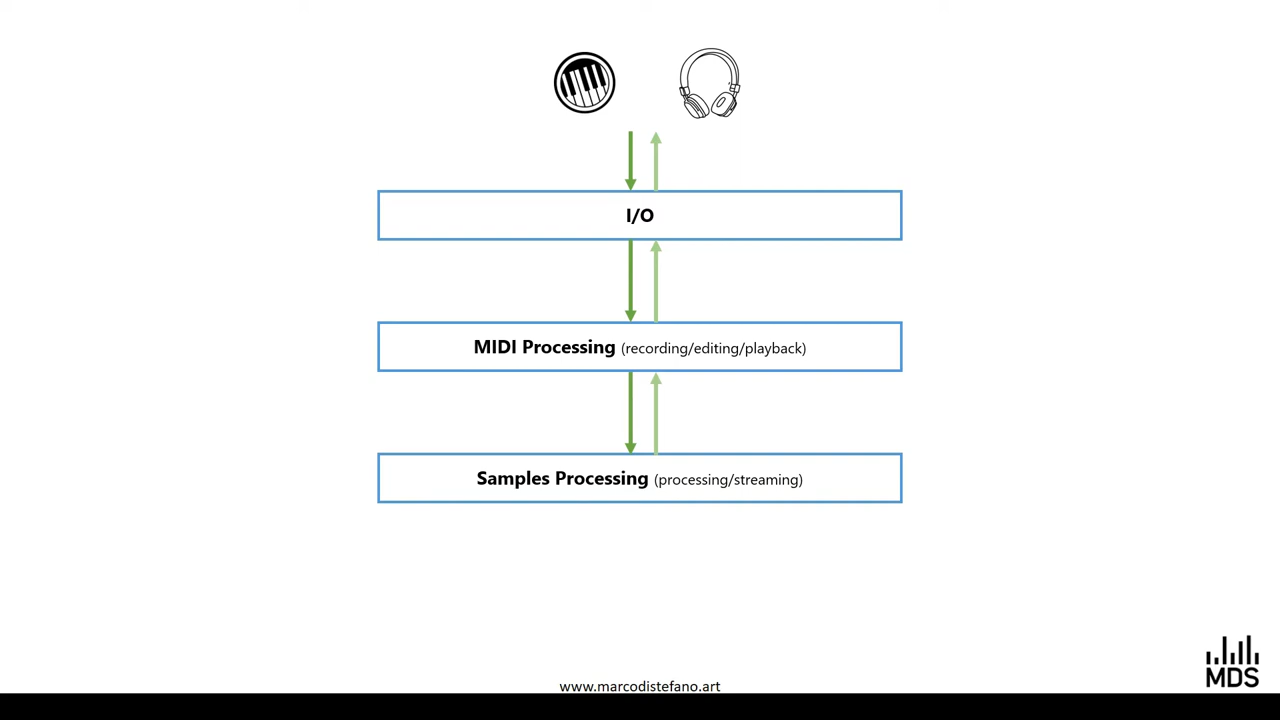 I/O
MIDI Processing (recording/editing/playback)
Samples Processing (processing/streaming)
www.marcodistefano.art
MDS